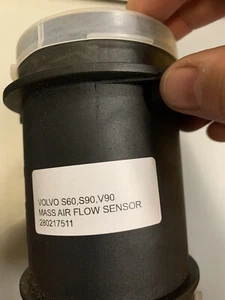 VOLVO S60,S90,V90
MASS AIR FLOW SENSOR
280217511